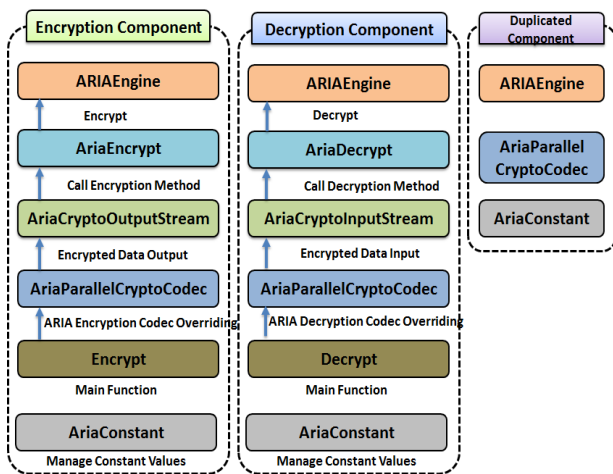 Encryption Component
ARIAEngine
Encrypt
AriaEncrypt
Call Encryption Method
AriaCryptoOutputStream
Encrypted Data Output
AriaParallelCryptoCodec
ARIA Encryption Codec Overriding
Encrypt
Main Function
AriaConstant
Manage Constant Values
Decryption Component
ARIAEngine
Decrypt
AriaDecrypt
Call Decryption Method
AriaCryptoInputStream
Encrypted Data Input
AriaParallelCryptoCodec
ARIA Decryption Codec Overriding
Decrypt
Main Function
AriaConstant
Manage Constant Values
Duplicated
Component
ARIAEngine
AriaParallel
CryptoCodec
AriaConstant